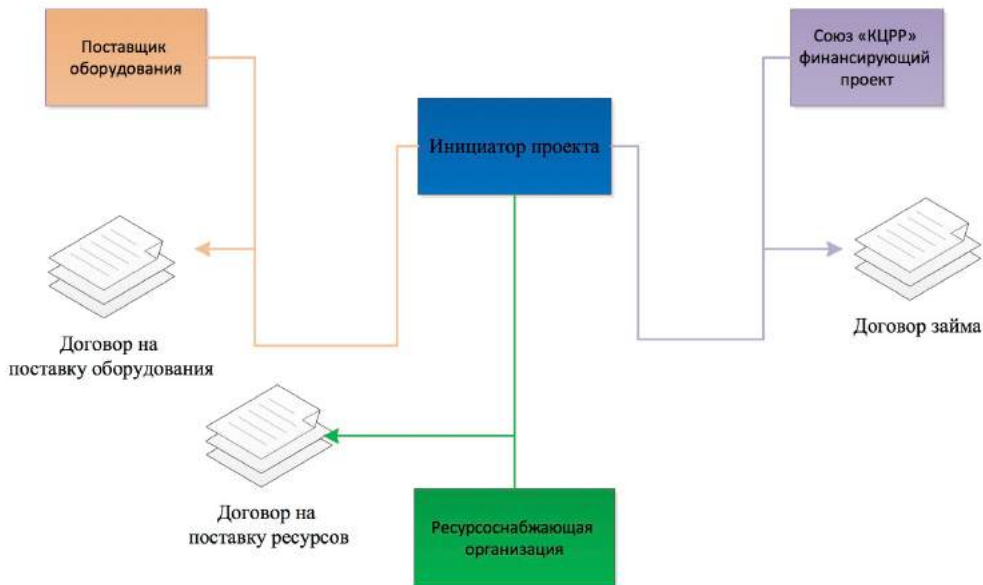 Поставщик
оборудования
Союз «КЦРР»
финансирующий
проект
Инициатор проекта
Договор на
поставку оборудования
Договор займа
Договор на
поставку ресурсов
Ресурсоснабжающая
организация